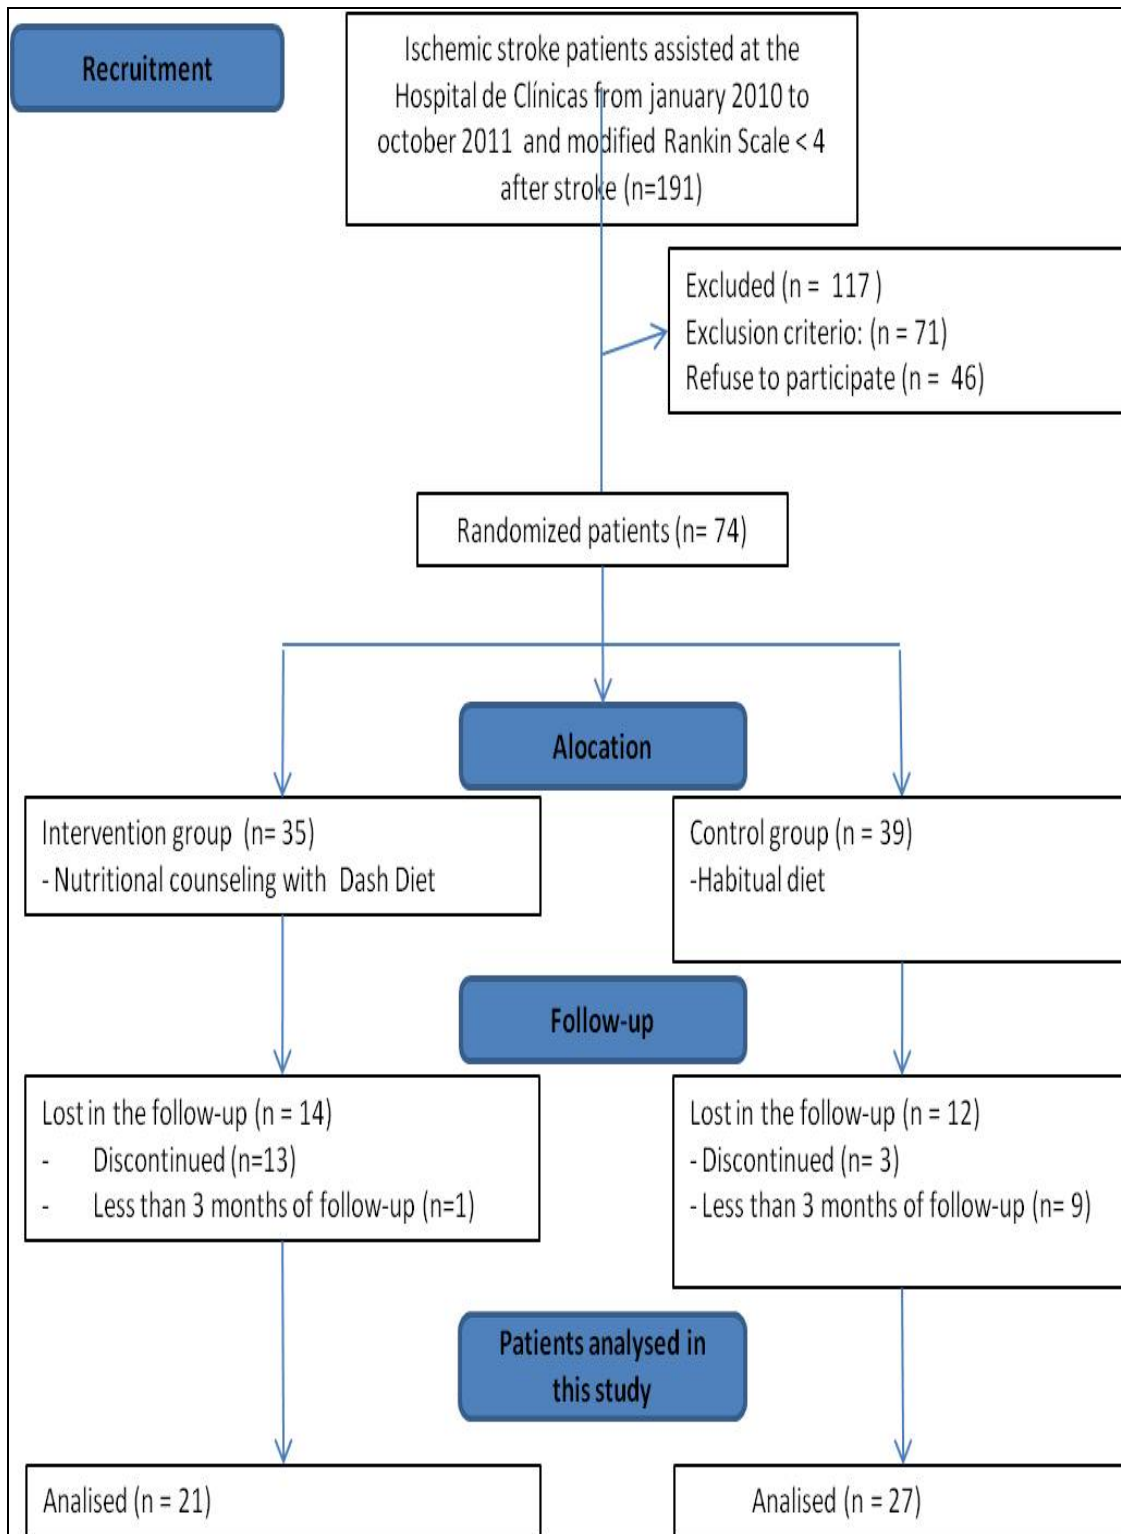 Recruitment
Ischemic stroke patients assisted at the
Hospital de Clínicas from january 2010 to
october 2011 and modified Rankin Scale < 4
after stroke (n=191)
Excluded (n = 117 )
Exclusion criterio: (n = 71)
Refuse to participate (n = 46)
Randomized patients (n= 74)
Alocation
Intervention group (n= 35)
- Nutritional counseling with Dash Diet
Control group (n = 39)
-Habitual diet
Follow-up
Lost in the follow-up (n = 14)
- Discontinued (n=13)
- Less than 3 months of follow-up (n=1)
Lost in the follow-up (n = 12)
- Discontinued (n= 3)
- Less than 3 months of follow-up (n= 9)
Patients analysed in
this study
Analised (n = 21)
Analised (n = 27)